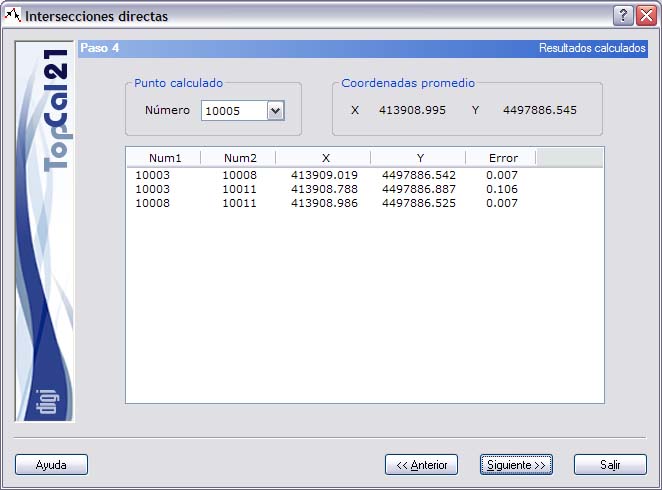 Intersecciones directas
Paso 4 Resultados calculados
TopCal 21
digi
Punto calculado
Número 10005
Coordenadas promedio
X 413908.995 Y 4497886.545
Num1 Num2 X Y Error
10003 10008 413909.019 4497886.542 0.007
10003 10011 413908.788 4497886.887 0.106
10008 10011 413908.986 4497886.525 0.007
Ayuda << Anterior Siguiente >> Salir